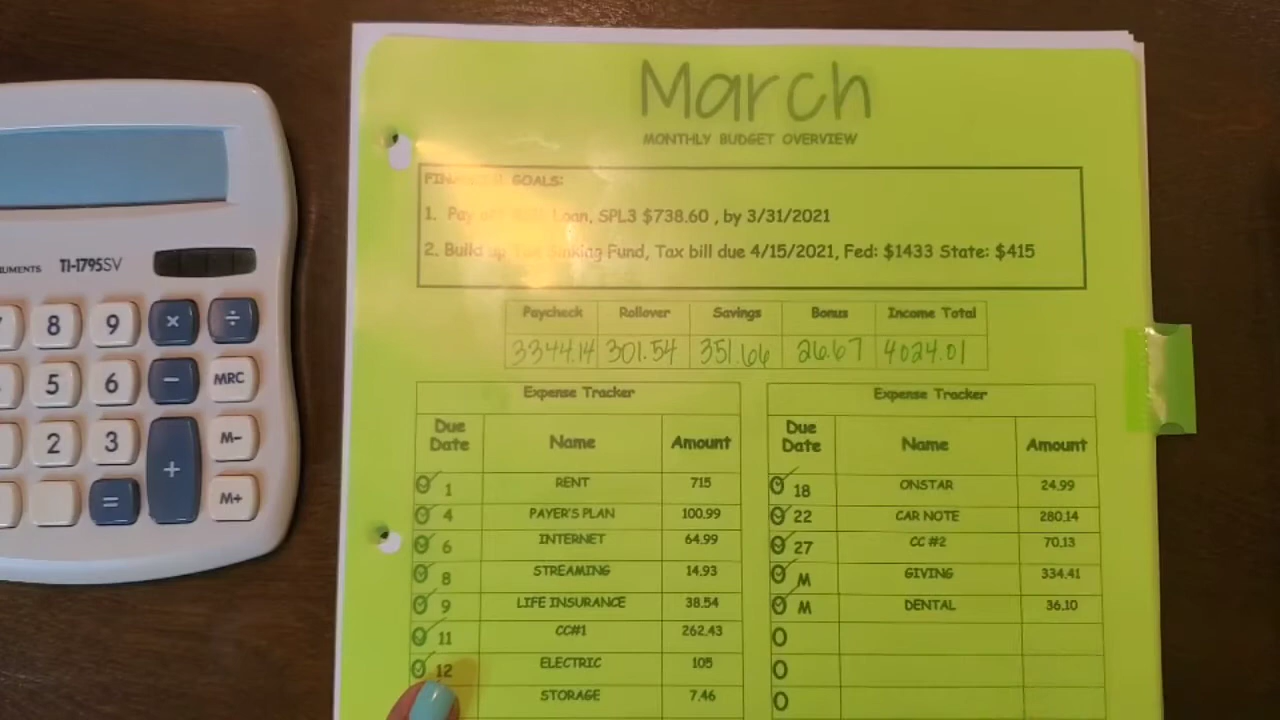 March
MONTHLY BUDGET OVERVIEW
GOALS:
1. Pay Loan, SPL3 $738.60 , by 3/31/2021
2. Build up Sinking Fund, Tax bill due 4/15/2021, Fed: $1433 State: $415
Paycheck Rollover Savings Bonus Income Total
3344.14 301.54 351.66 26.67 4024.01
Expense Tracker
Due Date Name Amount
1 RENT 715
4 PAYER'S PLAN 100.99
6 INTERNET 64.99
8 STREAMING 14.93
9 LIFE INSURANCE 38.54
11 CC#1 262.43
12 ELECTRIC 105
STORAGE 7.46
Expense Tracker
Due Date Name Amount
18 ONSTAR 24.99
22 CAR NOTE 280.14
27 CC #2 70.13
M GIVING 334.41
M DENTAL 36.10
UMENTS TI-1795SV
8 9 × ÷
5 6 − MRC
2 3 + M−
= M+